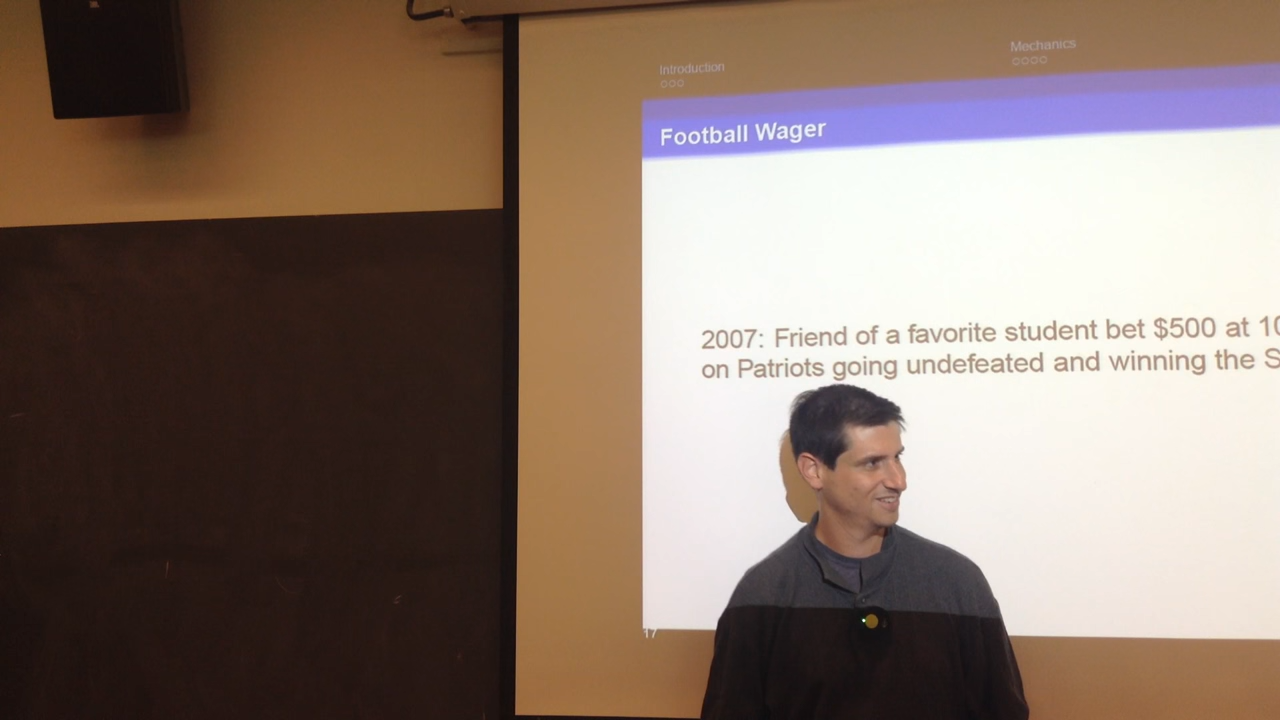 Introduction
Mechanics
Football Wager
2007: Friend of a favorite student bet $500 at 10
on Patriots going undefeated and winning the S
17